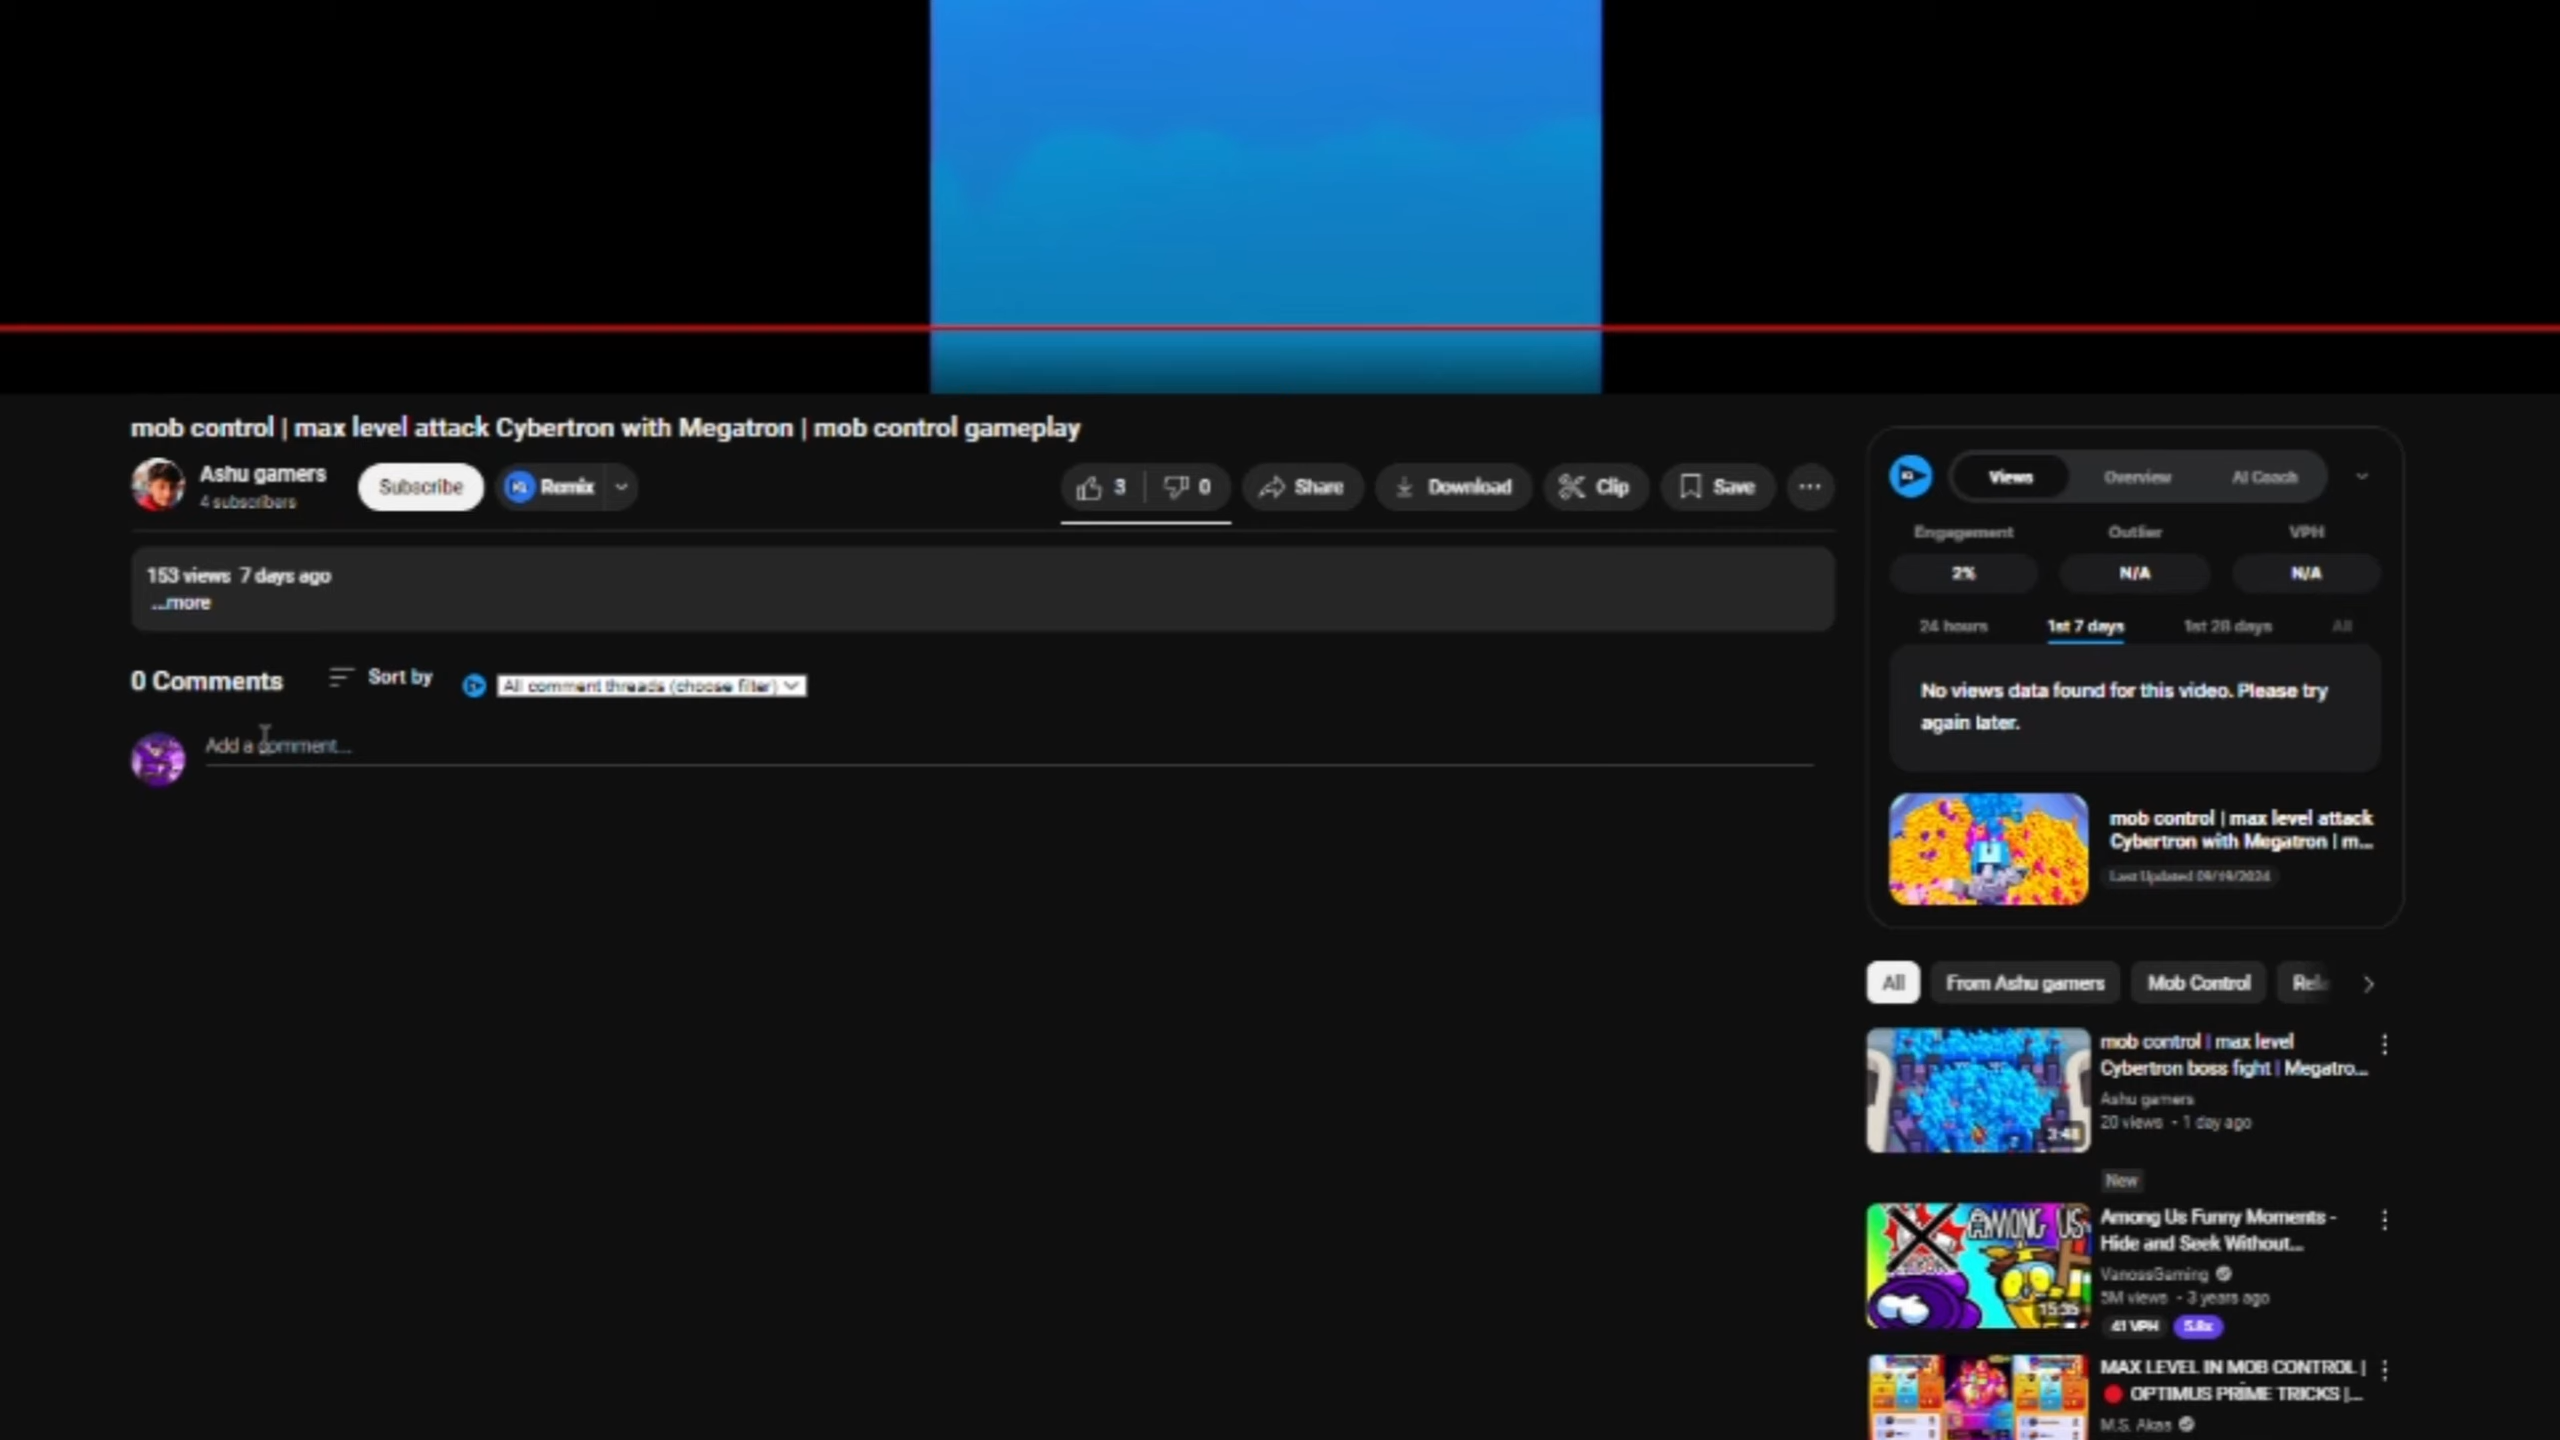 mob control | max level attack Cybertron with Megatron | mob control gameplay
Ashu gamers
4 subscribers
Subscribe
Remix
3
0
Share
Download
Clip
Save
153 views 7 days ago
...more
0 Comments
Sort by
All comment threads (choose filter)
Add a comment...
Views
Overview
AI Coach
Engagement
Outlier
VPH
2%
N/A
N/A
24 hours
1st 7 days
1st 28 days
All
No views data found for this video. Please try
again later.
mob control | max level attack
Cybertron with Megatron | m...
Last Updated 09/19/2024
All
From Ashu gamers
Mob Control
Rel
mob control | max level
Cybertron boss fight | Megatro...
Ashu gamers
20 views • 1 day ago
3:48
New
AMONG US
Among Us Funny Moments -
Hide and Seek Without...
VanossGaming
5M views • 3 years ago
15:35
41 VPH
5.8x
MAX LEVEL IN MOB CONTROL |
OPTIMUS PRIME TRICKS |...
M.S. Akas